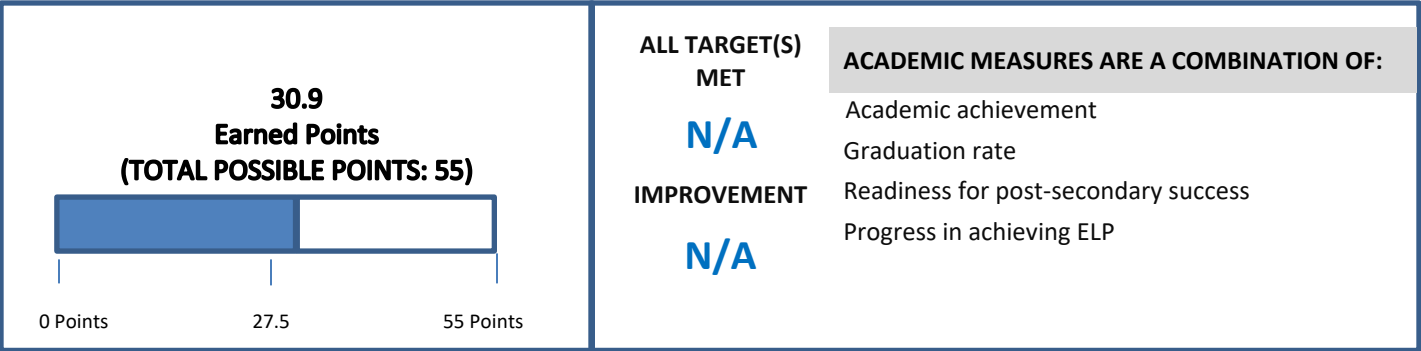 30.9
Earned Points
(TOTAL POSSIBLE POINTS: 55)
0 Points
27.5
55 Points
ALL TARGET(S)
MET
N/A
IMPROVEMENT
N/A
ACADEMIC MEASURES ARE A COMBINATION OF:
Academic achievement
Graduation rate
Readiness for post-secondary success
Progress in achieving ELP